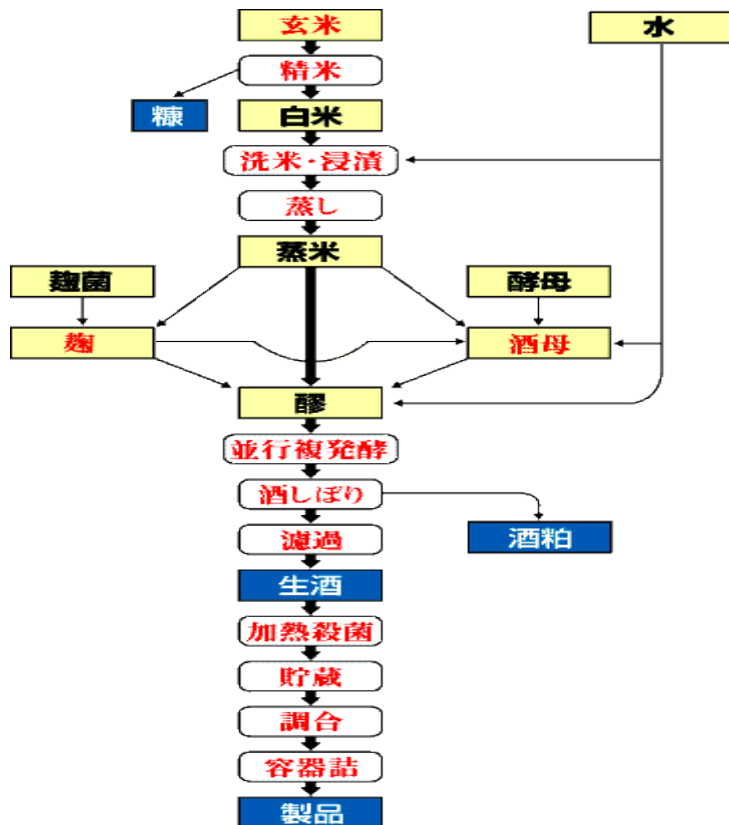 玄米
水
精米
糠
白米
洗米・浸漬
蒸し
蒸米
麹菌
酵母
麹
酒母
醪
並行複発酵
酒しぼり
濾過
酒粕
生酒
加熱殺菌
貯蔵
調合
容器詰
製品